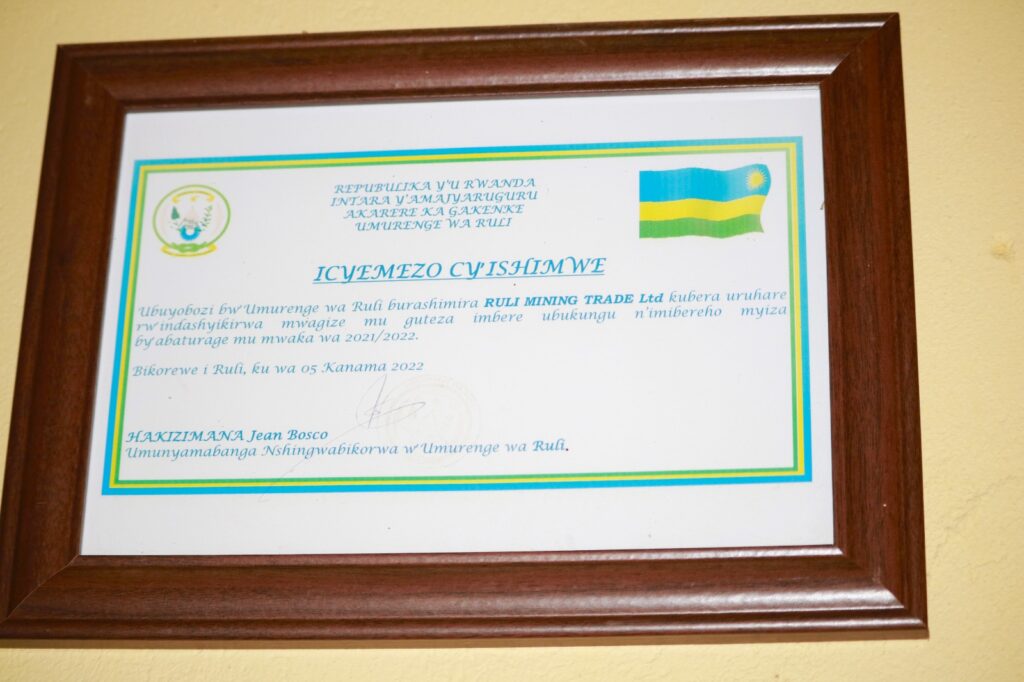 REPUBULIKA Y'U RWANDA
INTARA Y'AMAJYARUGURU
AKARERE KA GAKENKE
UMURENGE WA RULI
ICYEMEZO CY'ISHIMWE
Ubuyobozi bw'Umurenge wa Ruli burashimira RULI MINING TRADE Ltd kubera uruhare
rw'indashyikirwa mwagize mu guteza imbere ubukungu n'imibereho myiza
by'abaturage mu mwaka wa 2021/2022.
Bikorewe i Ruli, ku wa 05 Kanama 2022
HAKIZIMANA Jean Bosco
Umunyamabanga Nshingwabikorwa w'Umurenge wa Ruli.